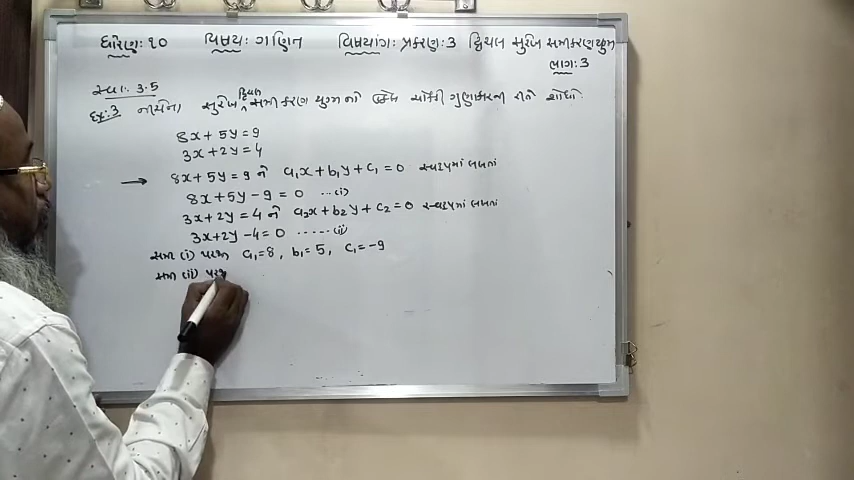 ધોરણ: ૧૦ વિષય: ગણિત વિષયાંગ: પ્રકરણ: 3 દ્વિચલ સુરેખ સમીકરણયુગ્મ
ભાગ: 3
સ્વા: 3.5
Ex: 3 નીચેના સુરેખ દ્વિચલ સમીકરણ યુગ્મનો ઉકેલ ચોકડી ગુણાકારની રીતે શોધો:
8x + 5y = 9
3x + 2y = 4
→ 8x + 5y = 9 ને a₁x + b₁y + c₁ = 0 સ્વરૂપમાં લખતાં
8x + 5y - 9 = 0 ...(i)
3x + 2y = 4 ને a₂x + b₂y + c₂ = 0 સ્વરૂપમાં લખતાં
3x + 2y - 4 = 0 ......(ii)
સમી (i) પરથી a₁ = 8, b₁ = 5, c₁ = -9
સમી (ii) પરથી